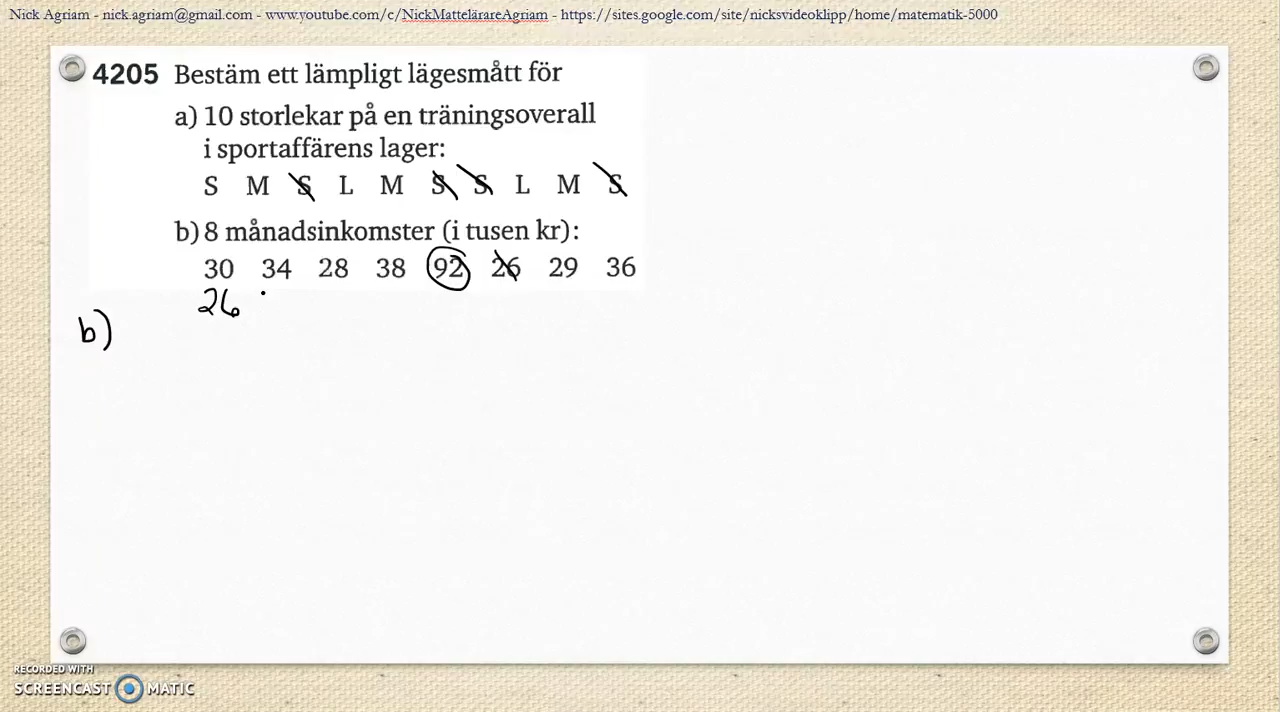 Nick Agriam - nick.agriam@gmail.com - www.youtube.com/c/NickMattelärareAgriam - https://sites.google.com/site/nicksvideoklipp/home/matematik-5000
4205 Bestäm ett lämpligt lägesmått för
a) 10 storlekar på en träningsoverall
i sportaffärens lager:
S M S L M S S L M S
b) 8 månadsinkomster (i tusen kr):
30 34 28 38 92 26 29 36
26
b)
RECORDED WITH
SCREENCAST MATIC